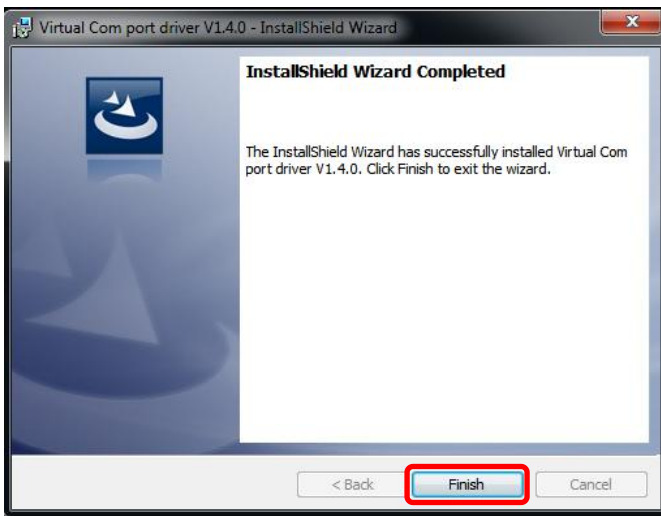 Virtual Com port driver V1.4.0 - InstallShield Wizard
InstallShield Wizard Completed
The InstallShield Wizard has successfully installed Virtual Com
port driver V1.4.0. Click Finish to exit the wizard.
< Back Finish Cancel